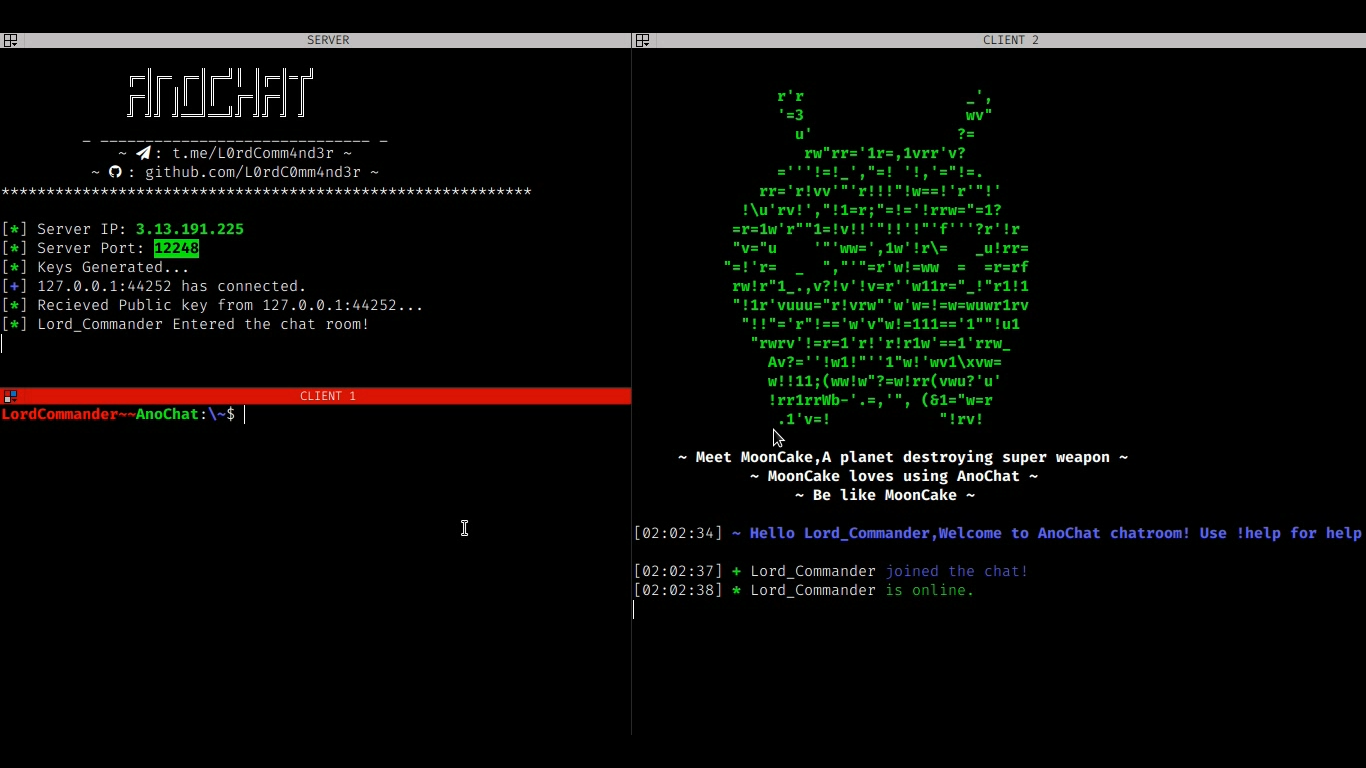 SERVER
~ : t.me/L0rdComm4nd3r ~
~ : github.com/L0rdC0mm4nd3r ~
***********************************************************
[*] Server IP: 3.13.191.225
[*] Server Port: 12248
[*] Keys Generated...
[+] 127.0.0.1:44252 has connected.
[*] Recieved Public key from 127.0.0.1:44252...
[*] Lord_Commander Entered the chat room!
CLIENT 1
LordCommander~~AnoChat:\~$
CLIENT 2
r'r _',
'=3 wv"
u' ?=
rw"rr='1r=,1vrr'v?
='''!=!_',"=! '!,'="!=.
rr='r!vv'"'r!!!"!w==!'r'"!'
!\u'rv!',"!1=r;"=!='!rrw="=1?
=r=1w'r""1=!v!!'"!!'!"'f'''?r'!r
"v="u '"'ww=',1w'!r\= _u!rr=
"=!'r= _ ","'"=r'w!=ww = =r=rf
rw!r"1_.,v?!v'!v=r''w11r="_!"r1!1
"!1r'vuuu="r!vrw"'w'w=!=w=wuwr1rv
"!!"='r"!=='w'v"w!=111=='1""!u1
"rwrv'!=r=1'r!'r!r1w'==1'rrw_
Av?=''!w1!"''1"w!'wv1\xvw=
w!!11;(ww!w"?=w!rr(vwu?'u'
!rr1rrWb-'.=,'", (&1="w=r
.1'v=! "!rv!
~ Meet MoonCake,A planet destroying super weapon ~
~ MoonCake loves using AnoChat ~
~ Be like MoonCake ~
[02:02:34] ~ Hello Lord_Commander,Welcome to AnoChat chatroom! Use !help for help
[02:02:37] + Lord_Commander joined the chat!
[02:02:38] * Lord_Commander is online.